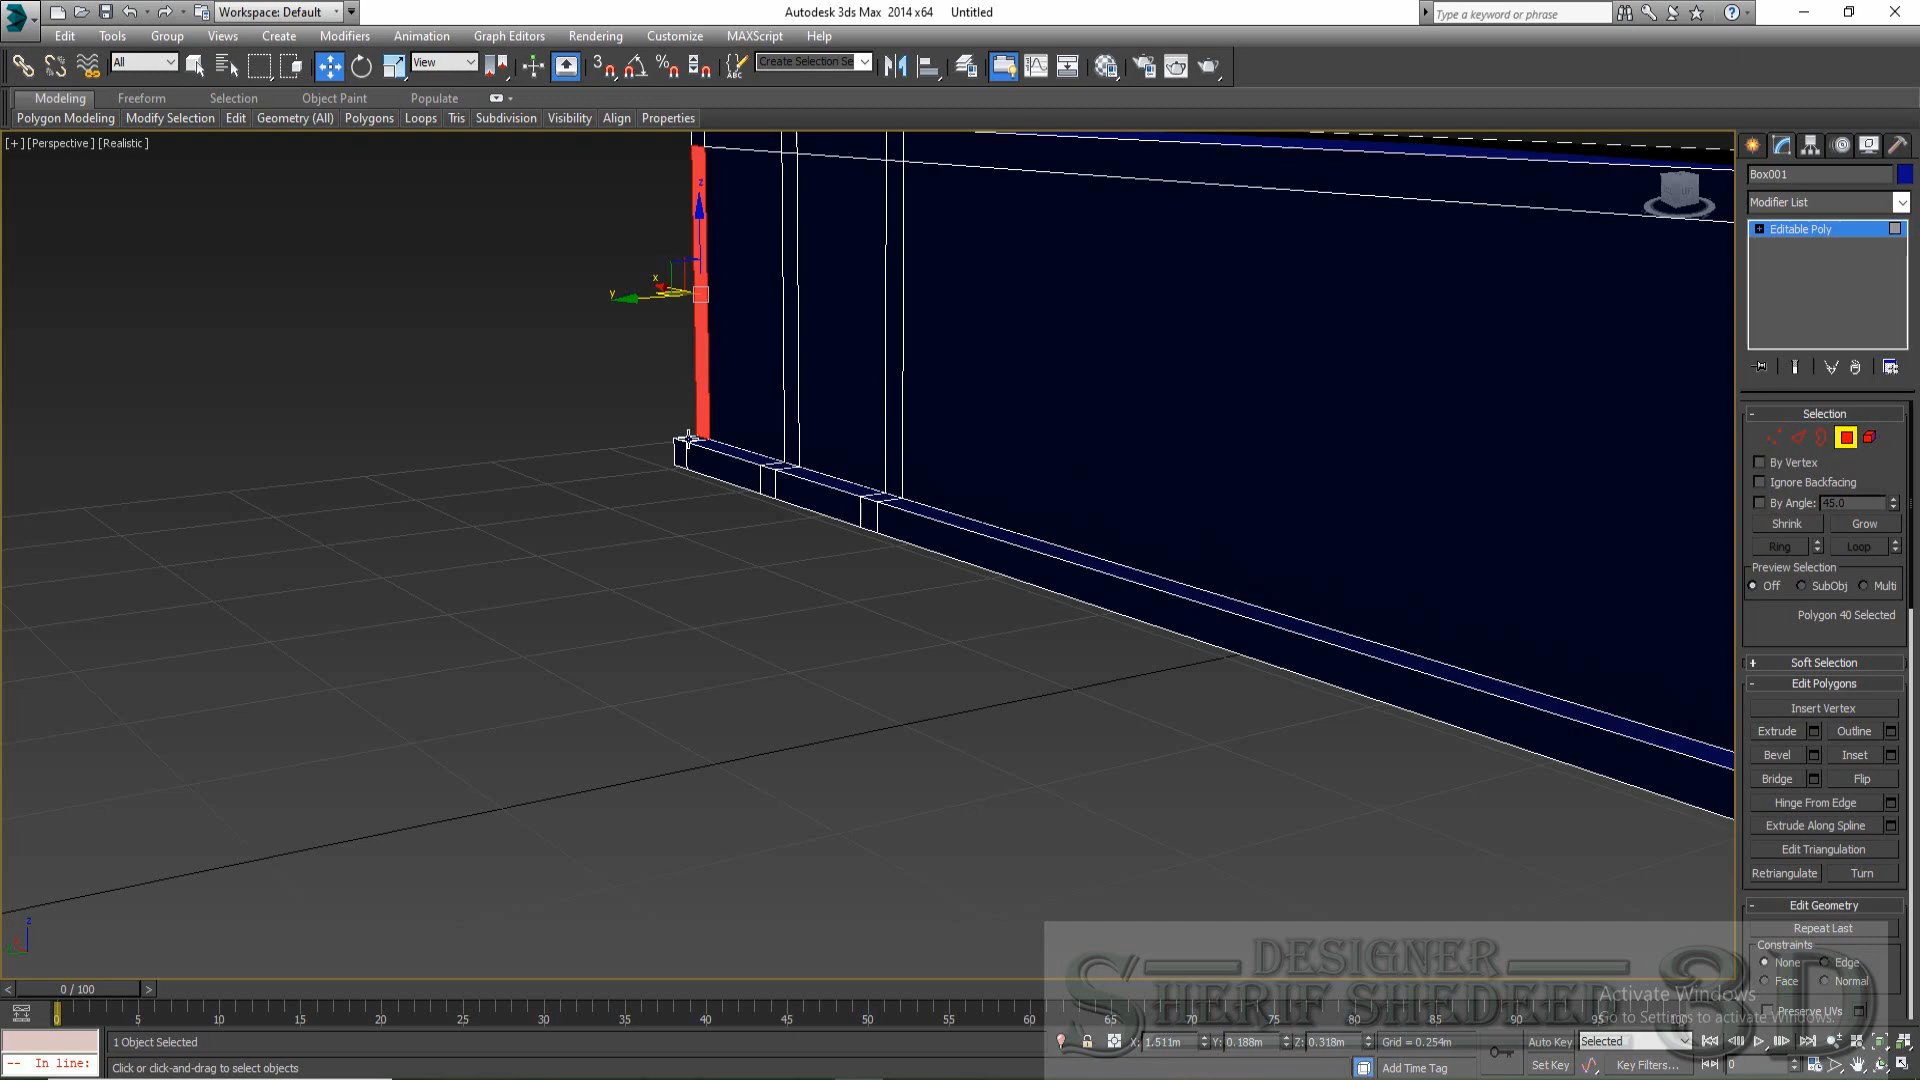 Workspace: Default
Autodesk 3ds Max 2014 x64 Untitled
Type a keyword or phrase
Edit Tools Group Views Create Modifiers Animation Graph Editors Rendering Customize MAXScript Help
All
View
Create Selection Se
Modeling Freeform Selection Object Paint Populate
Polygon Modeling Modify Selection Edit Geometry (All) Polygons Loops Tris Subdivision Visibility Align Properties
[+] [Perspective] [Realistic]
z
x
y
Box001
Modifier List
Editable Poly
Selection
By Vertex
Ignore Backfacing
By Angle: 45.0
Shrink Grow
Ring Loop
Preview Selection
Off SubObj Multi
Polygon 40 Selected
Soft Selection
Edit Polygons
Insert Vertex
Extrude Outline
Bevel Inset
Bridge Flip
Hinge From Edge
Extrude Along Spline
Edit Triangulation
Retriangulate Turn
Edit Geometry
Repeat Last
Constraints
None Edge
Face Normal
Preserve UVs
z
DESIGNER
SHERIF SHEDEED 3D
Activate Windows
Go to Settings to activate Windows.
0 / 100
0 5 10 15 20 25 30 35 40 45 50 55 60 65 70 75 80 85 90 95 100
1 Object Selected
X: 1.511m Y: 0.188m Z: 0.318m Grid = 0.254m
Auto Key Selected
In line:
Click or click-and-drag to select objects
Add Time Tag
Set Key Key Filters... 0